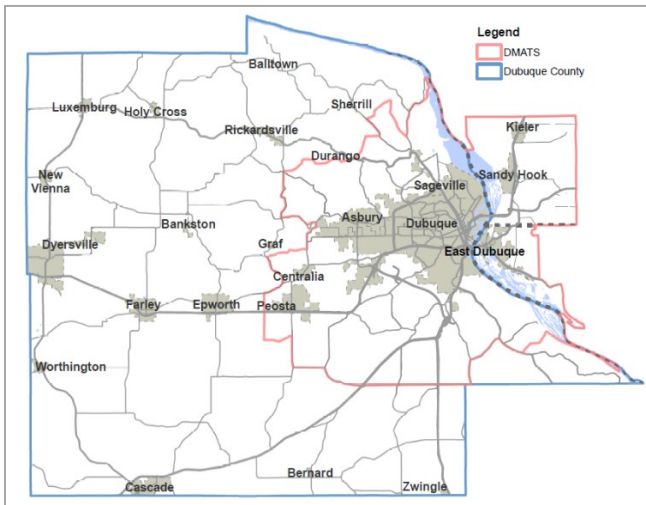 Legend
DMATS
Dubuque County
Balltown
Luxemburg
Holy Cross
Sherrill
Rickardsville
Kieler
Durango
New
Vienna
Sageville
Sandy Hook
Bankston
Asbury
Dubuque
Dyersville
Graf
East Dubuque
Centralia
Farley
Epworth
Peosta
Worthington
Bernard
Cascade
Zwingle